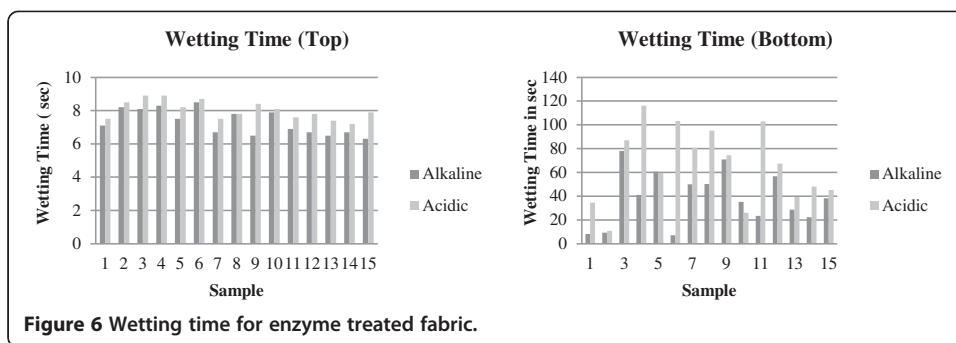 Wetting Time (Top)
Wetting Time ( sec)
10
8
6
4
2
0
1 2 3 4 5 6 7 8 9 10 11 12 13 14 15
Sample
Alkaline
Acidic
Wetting Time (Bottom)
Wetting Time in sec
140
120
100
80
60
40
20
0
1 3 5 7 9 11 13 15
Sample
Alkaline
Acidic
Figure 6 Wetting time for enzyme treated fabric.